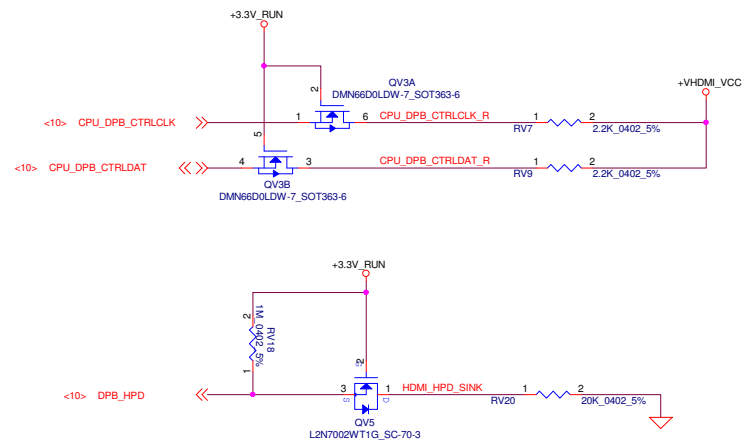 +3.3V_RUN
QV3A
DMN66D0LDW-7_SOT363-6
+VHDMI_VCC
2
<10> CPU_DPB_CTRLCLK
1
6
CPU_DPB_CTRLCLK_R
1
2
RV7
2.2K_0402_5%
5
<10> CPU_DPB_CTRLDAT
4
3
CPU_DPB_CTRLDAT_R
1
2
RV9
2.2K_0402_5%
QV3B
DMN66D0LDW-7_SOT363-6
+3.3V_RUN
2
RV18
1M_0402_5%
1
2
G
<10> DPB_HPD
3
1
S
D
HDMI_HPD_SINK
1
2
RV20
20K_0402_5%
QV5
L2N7002WT1G_SC-70-3